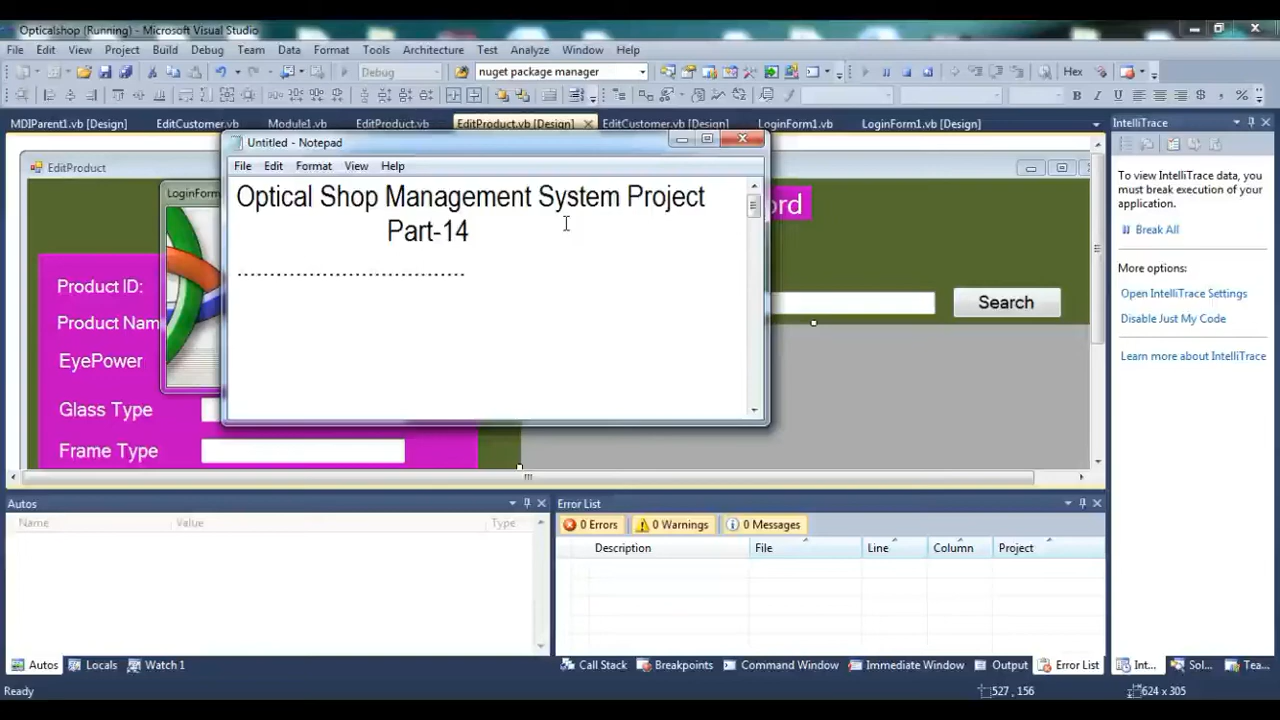 Opticalshop (Running) - Microsoft Visual Studio
File Edit View Project Build Debug Team Data Format Tools Architecture Test Analyze Window Help
Debug nuget package manager Hex
MDIParent1.vb [Design] EditCustomer.vb Module1.vb EditProduct.vb EditProduct.vb [Design] EditCustomer.vb [Design] LoginForm1.vb LoginForm1.vb [Design]
IntelliTrace
Untitled - Notepad
EditProduct
File Edit Format View Help
LoginForm
Optical Shop Management System Project
Part-14
...................................
ord
Product ID:
Product Nam
EyePower
Glass Type
Frame Type
Search
To view IntelliTrace data, you
must break execution of your
application.
Break All
More options:
Open IntelliTrace Settings
Disable Just My Code
Learn more about IntelliTrace
Autos
Name Value Type
Error List
0 Errors 0 Warnings 0 Messages
Description File Line Column Project
Autos Locals Watch 1
Call Stack Breakpoints Command Window Immediate Window Output Error List
Int... Sol... Tea...
Ready
527 , 156
624 x 305